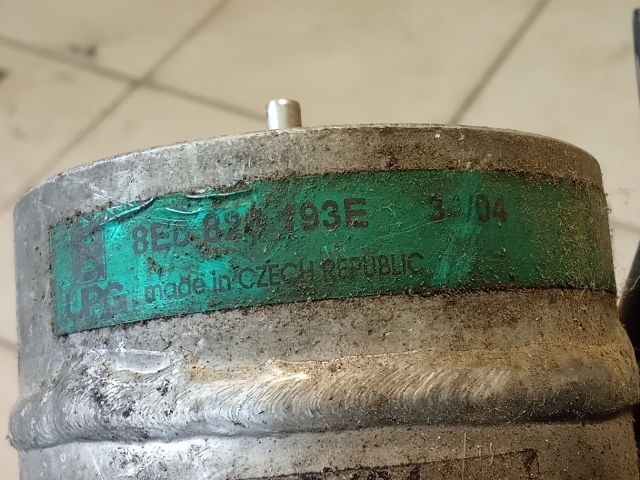 8E0 820 193E
UPG made in CZECH REPUBLIC